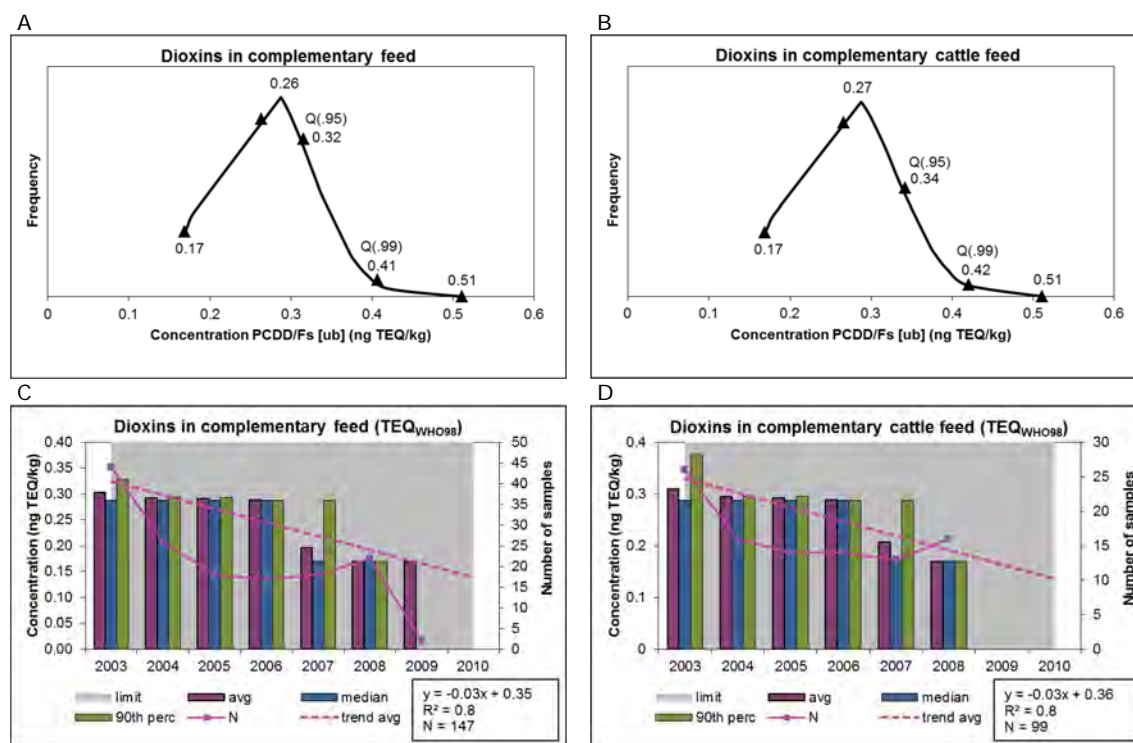 A
Dioxins in complementary feed
Frequency
0.17
0.26
Q(.95)
0.32
Q(.99)
0.41
0.51
0 0.1 0.2 0.3 0.4 0.5 0.6
Concentration PCDD/Fs [ub] (ng TEQ/kg)
B
Dioxins in complementary cattle feed
Frequency
0.17
0.27
Q(.95)
0.34
Q(.99)
0.42
0.51
0 0.1 0.2 0.3 0.4 0.5 0.6
Concentration PCDD/Fs [ub] (ng TEQ/kg)
C
Dioxins in complementary feed (TEQWHO98)
Concentration (ng TEQ/kg)
0.40
0.35
0.30
0.25
0.20
0.15
0.10
0.05
0.00
50
45
40
35
30
25
20
15
10
5
0
Number of samples
2003 2004 2005 2006 2007 2008 2009 2010
limit avg median
90th perc N trend avg
y = -0.03x + 0.35
R² = 0.8
N = 147
D
Dioxins in complementary cattle feed (TEQWHO98)
Concentration (ng TEQ/kg)
0.4
0.3
0.2
0.1
0
30
25
20
15
10
5
0
Number of samples
2003 2004 2005 2006 2007 2008 2009 2010
limit avg median
90th perc N trend avg
y = -0.03x + 0.36
R² = 0.8
N = 99